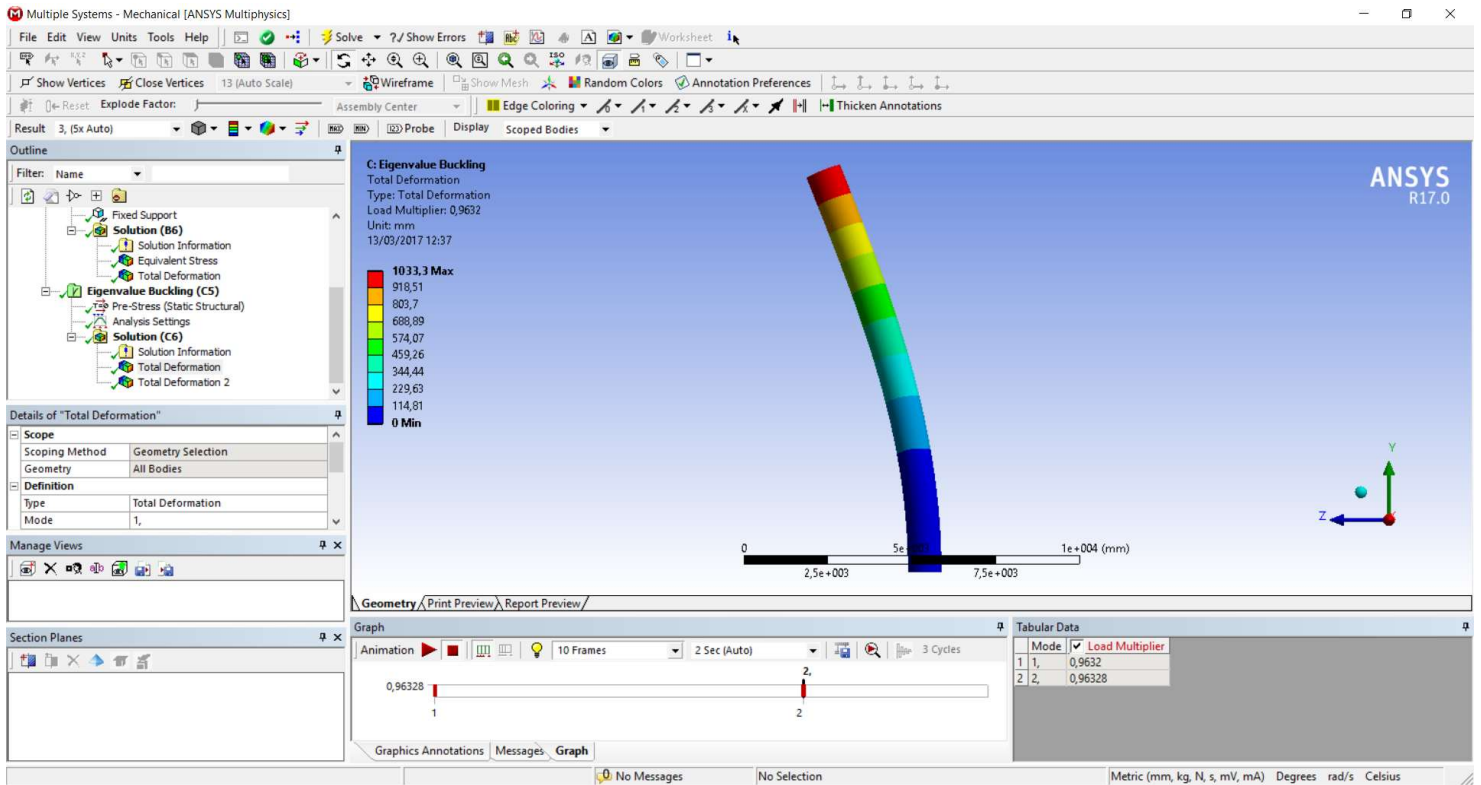 Multiple Systems - Mechanical [ANSYS Multiphysics]
File Edit View Units Tools Help Solve ?✓ Show Errors A Worksheet
Show Vertices Close Vertices 13 (Auto Scale) Wireframe Show Mesh Random Colors Annotation Preferences
Reset Explode Factor: Assembly Center Edge Coloring Thicken Annotations
Result 3, (5x Auto) MAX MIN Probe Display Scoped Bodies
Outline
Filter: Name
Fixed Support
Solution (B6)
Solution Information
Equivalent Stress
Total Deformation
Eigenvalue Buckling (C5)
Pre-Stress (Static Structural)
Analysis Settings
Solution (C6)
Solution Information
Total Deformation
Total Deformation 2
Details of "Total Deformation"
Scope
Scoping Method Geometry Selection
Geometry All Bodies
Definition
Type Total Deformation
Mode 1,
Manage Views
Section Planes
C: Eigenvalue Buckling
Total Deformation
Type: Total Deformation
Load Multiplier: 0,9632
Unit: mm
13/03/2017 12:37
1033,3 Max
918,51
803,7
688,89
574,07
459,26
344,44
229,63
114,81
0 Min
ANSYS
R17.0
Y
Z
0 1e+004 (mm)
2,5e+003 7,5e+003
Geometry Print Preview Report Preview
Graph
Animation 10 Frames 2 Sec (Auto) 3 Cycles
2,
0,96328
1 2
Graphics Annotations Messages Graph
Tabular Data
Mode Load Multiplier
1 1, 0,9632
2 2, 0,96328
0 No Messages No Selection Metric (mm, kg, N, s, mV, mA) Degrees rad/s Celsius